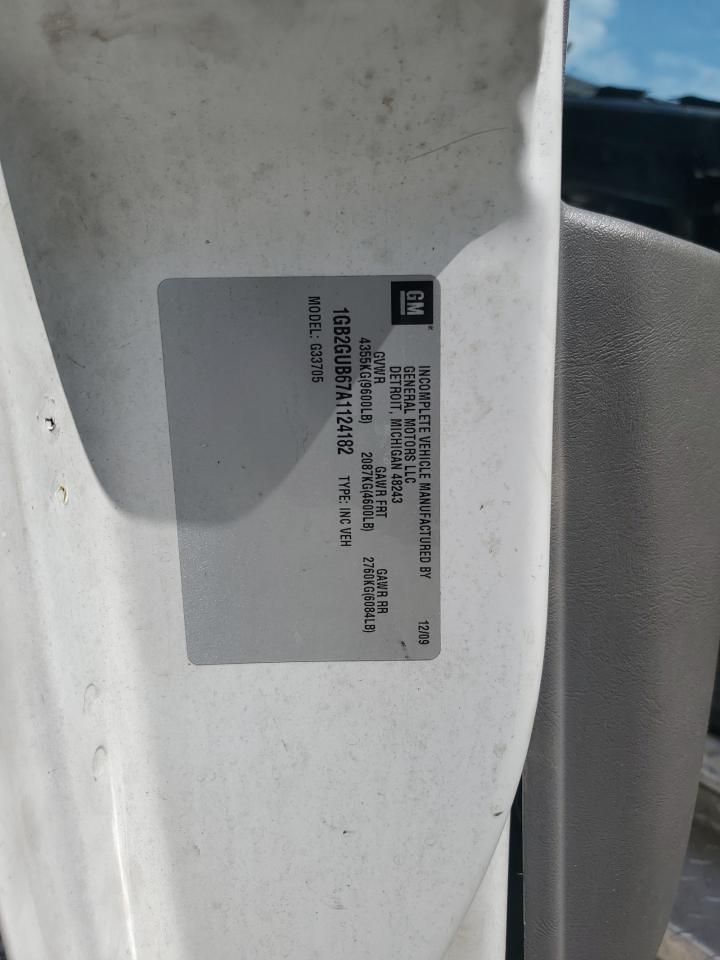 GM
INCOMPLETE VEHICLE MANUFACTURED BY 12/09
GENERAL MOTORS LLC
DETROIT, MICHIGAN 48243
GVWR GAWR FRT GAWR RR
4355KG(9600LB) 2087KG(4600LB) 2760KG(6084LB)
1GB2GUB67A1124182 TYPE: INC VEH
MODEL: G33705